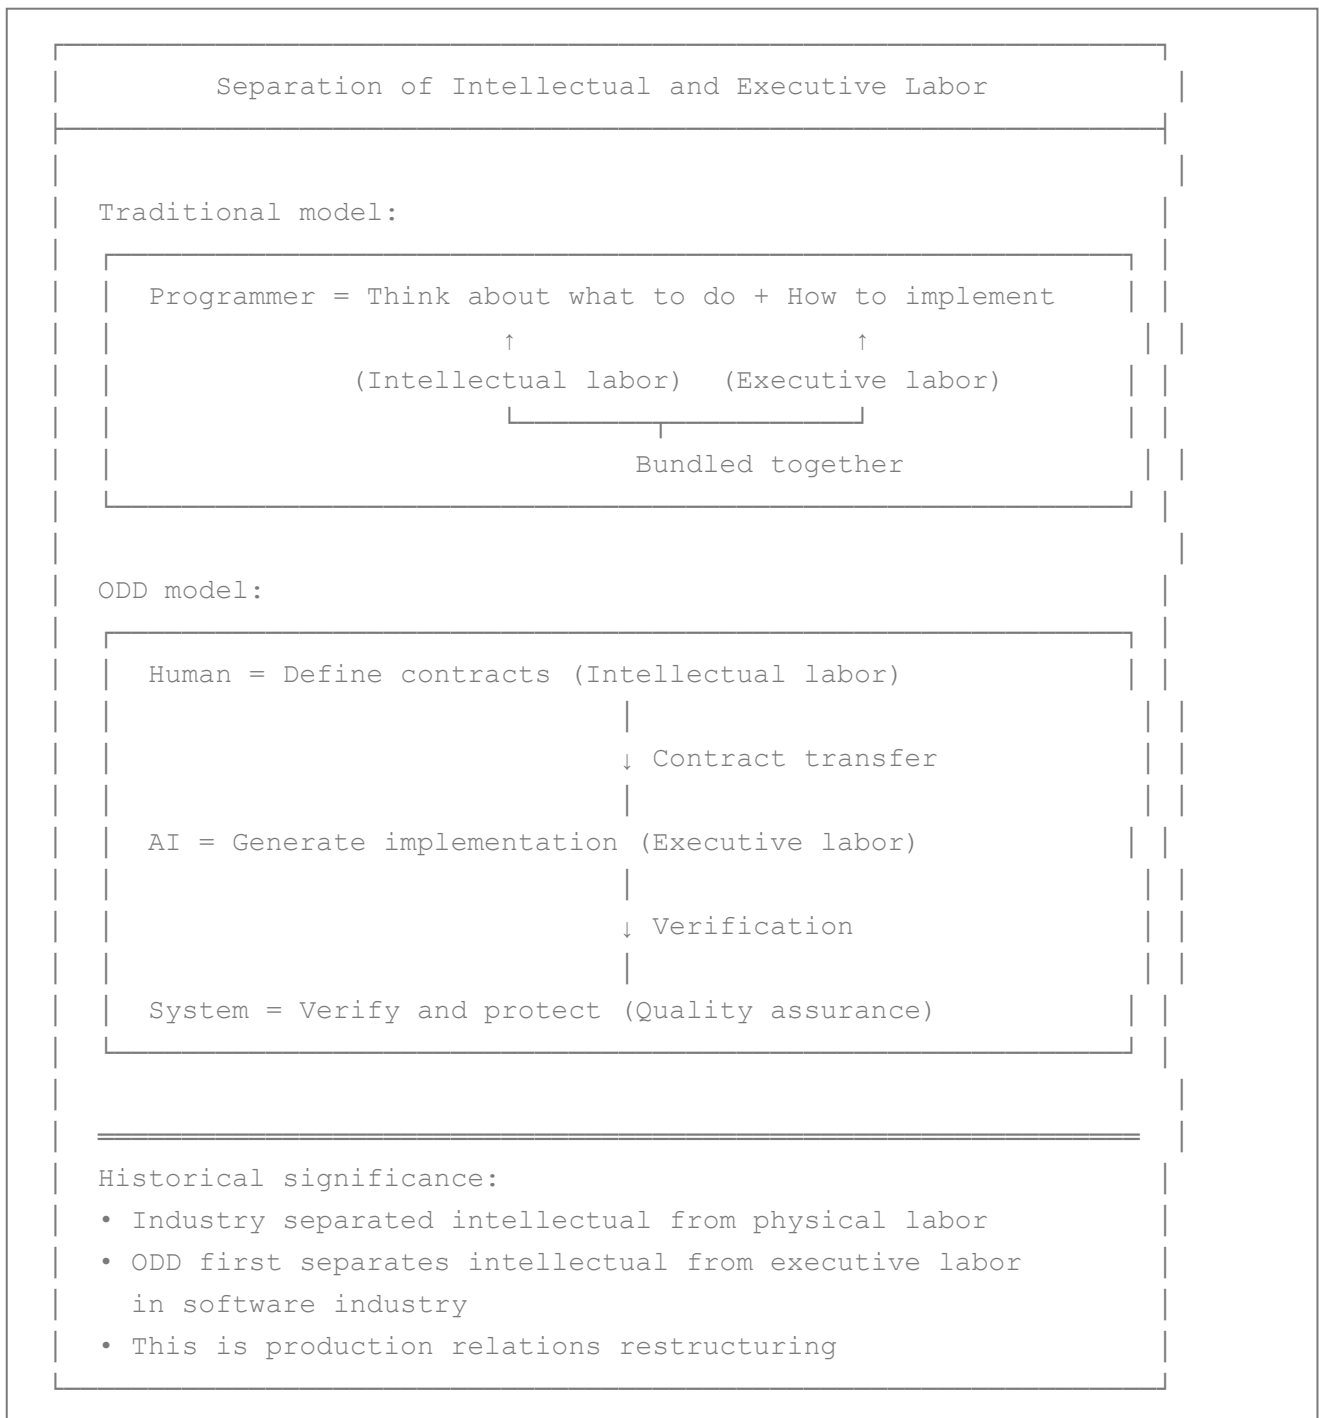 Separation of Intellectual and Executive Labor
Traditional model:
Programmer = Think about what to do + How to implement
↑ ↑
(Intellectual labor) (Executive labor)
Bundled together
ODD model:
Human = Define contracts (Intellectual labor)
↓ Contract transfer
AI = Generate implementation (Executive labor)
↓ Verification
System = Verify and protect (Quality assurance)
Historical significance:
• Industry separated intellectual from physical labor
• ODD first separates intellectual from executive labor
in software industry
• This is production relations restructuring